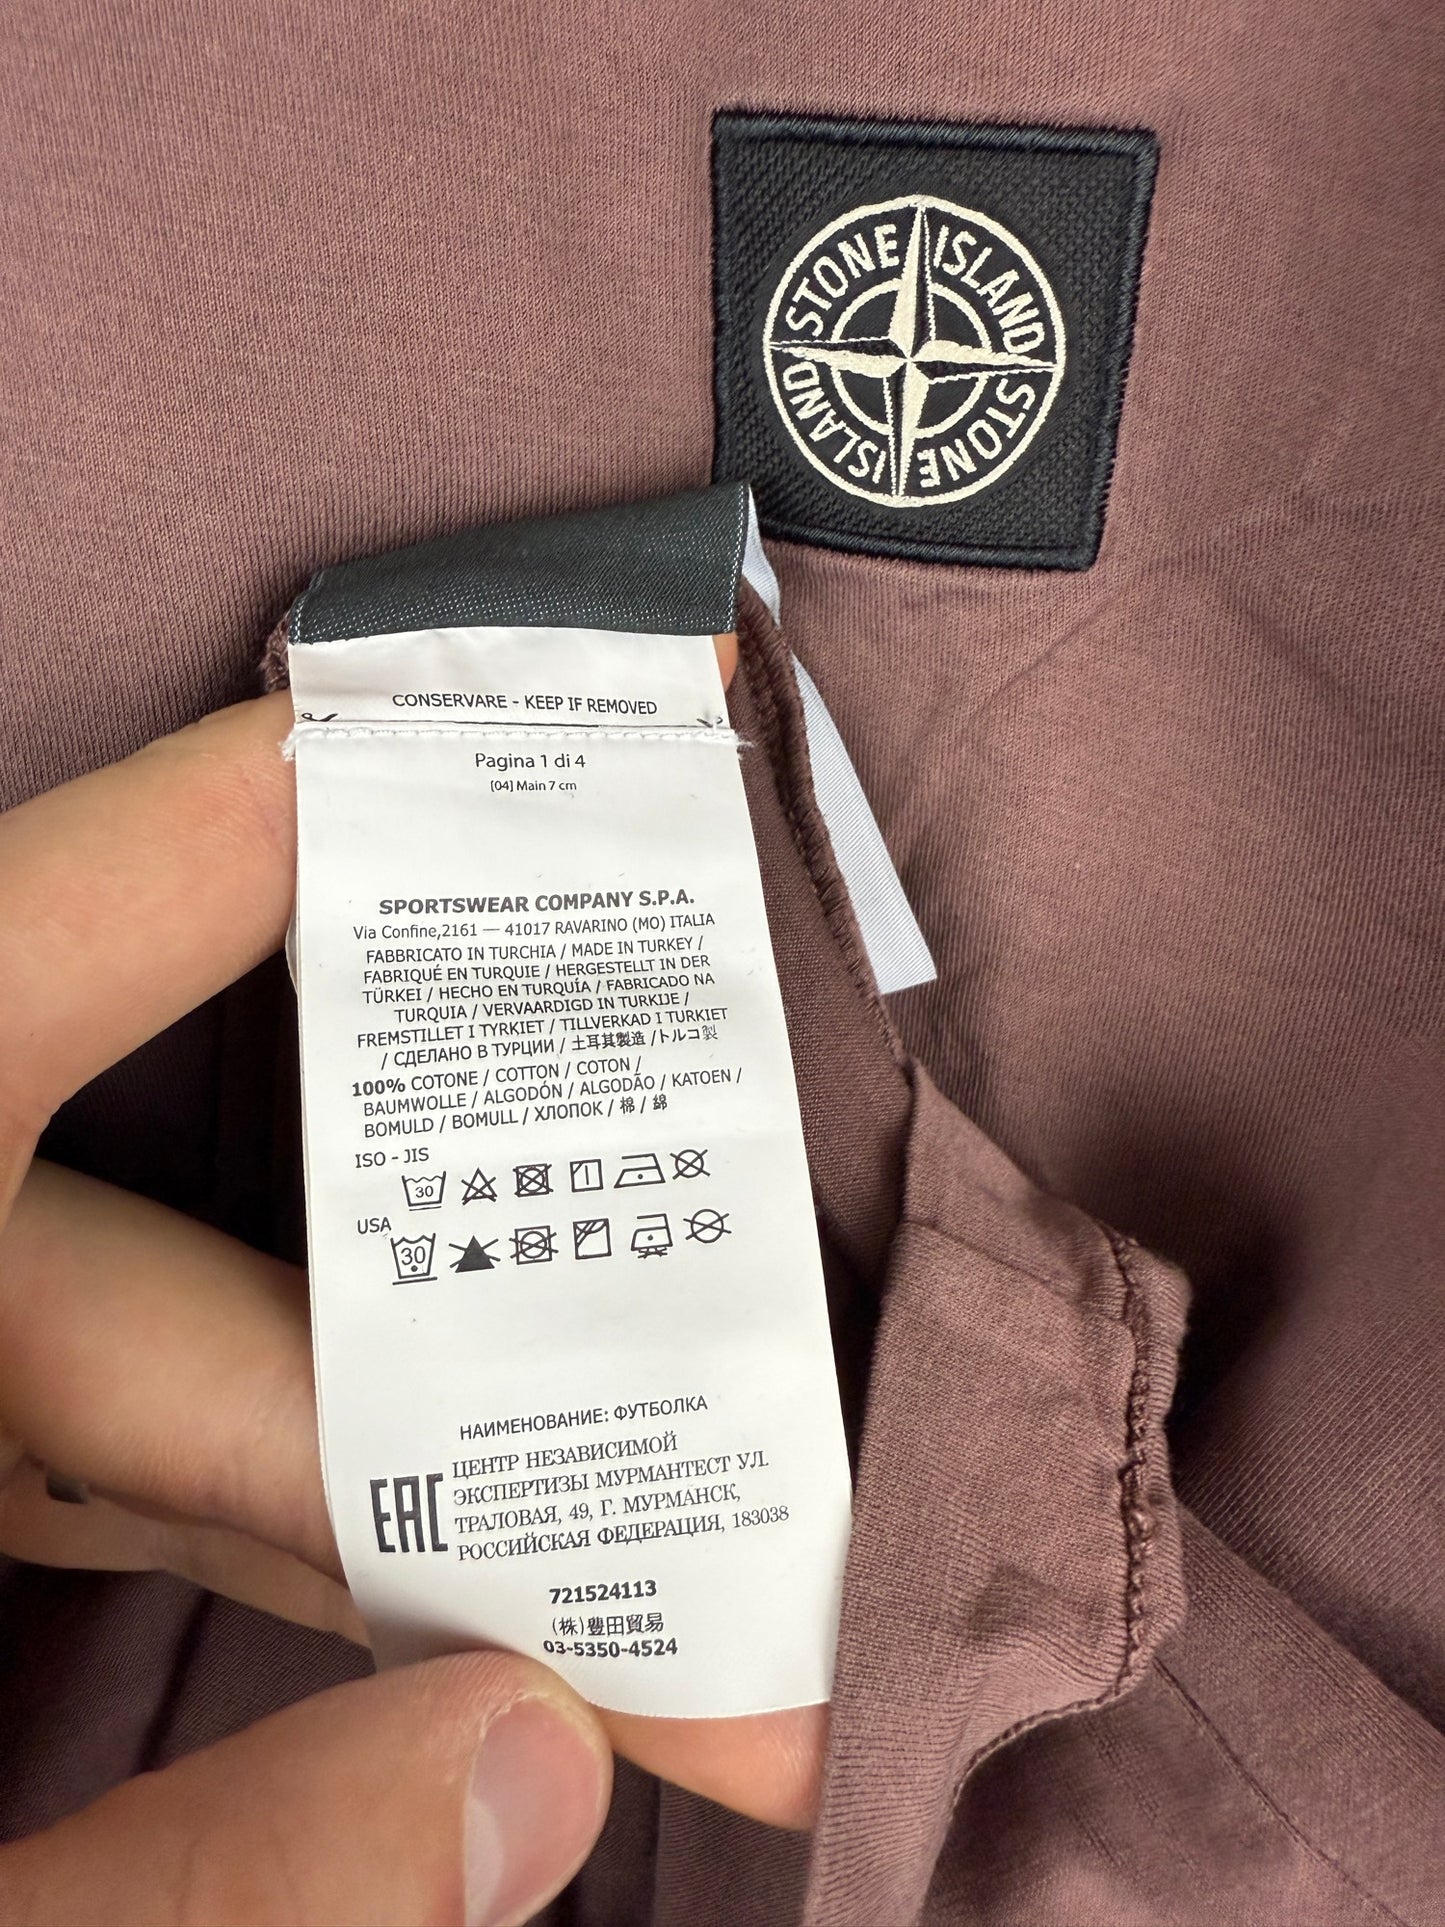 STONE ISLAND
STONE ISLAND
CONSERVARE - KEEP IF REMOVED
Pagina 1 di 4
[04] Main 7 cm
SPORTSWEAR COMPANY S.P.A.
Via Confine,2161 — 41017 RAVARINO (MO) ITALIA
FABBRICATO IN TURCHIA / MADE IN TURKEY /
FABRIQUÉ EN TURQUIE / HERGESTELLT IN DER
TÜRKEI / HECHO EN TURQUÍA / FABRICADO NA
TURQUIA / VERVAARDIGD IN TURKIJE /
FREMSTILLET I TYRKIET / TILLVERKAD I TURKIET
/ СДЕЛАНО В ТУРЦИИ / 土耳其製造 /トルコ製
100% COTONE / COTTON / COTON /
BAUMWOLLE / ALGODÓN / ALGODÃO / KATOEN /
BOMULD / BOMULL / ХЛОПОК / 棉 / 綿
ISO - JIS
30
USA
30
НАИМЕНОВАНИЕ: ФУТБОЛКА
EAC
ЦЕНТР НЕЗАВИСИМОЙ
ЭКСПЕРТИЗЫ МУРМАНТЕСТ УЛ.
ТРАЛОВАЯ, 49, Г. МУРМАНСК,
РОССИЙСКАЯ ФЕДЕРАЦИЯ, 183038
721524113
(株)豊田貿易
03-5350-4524